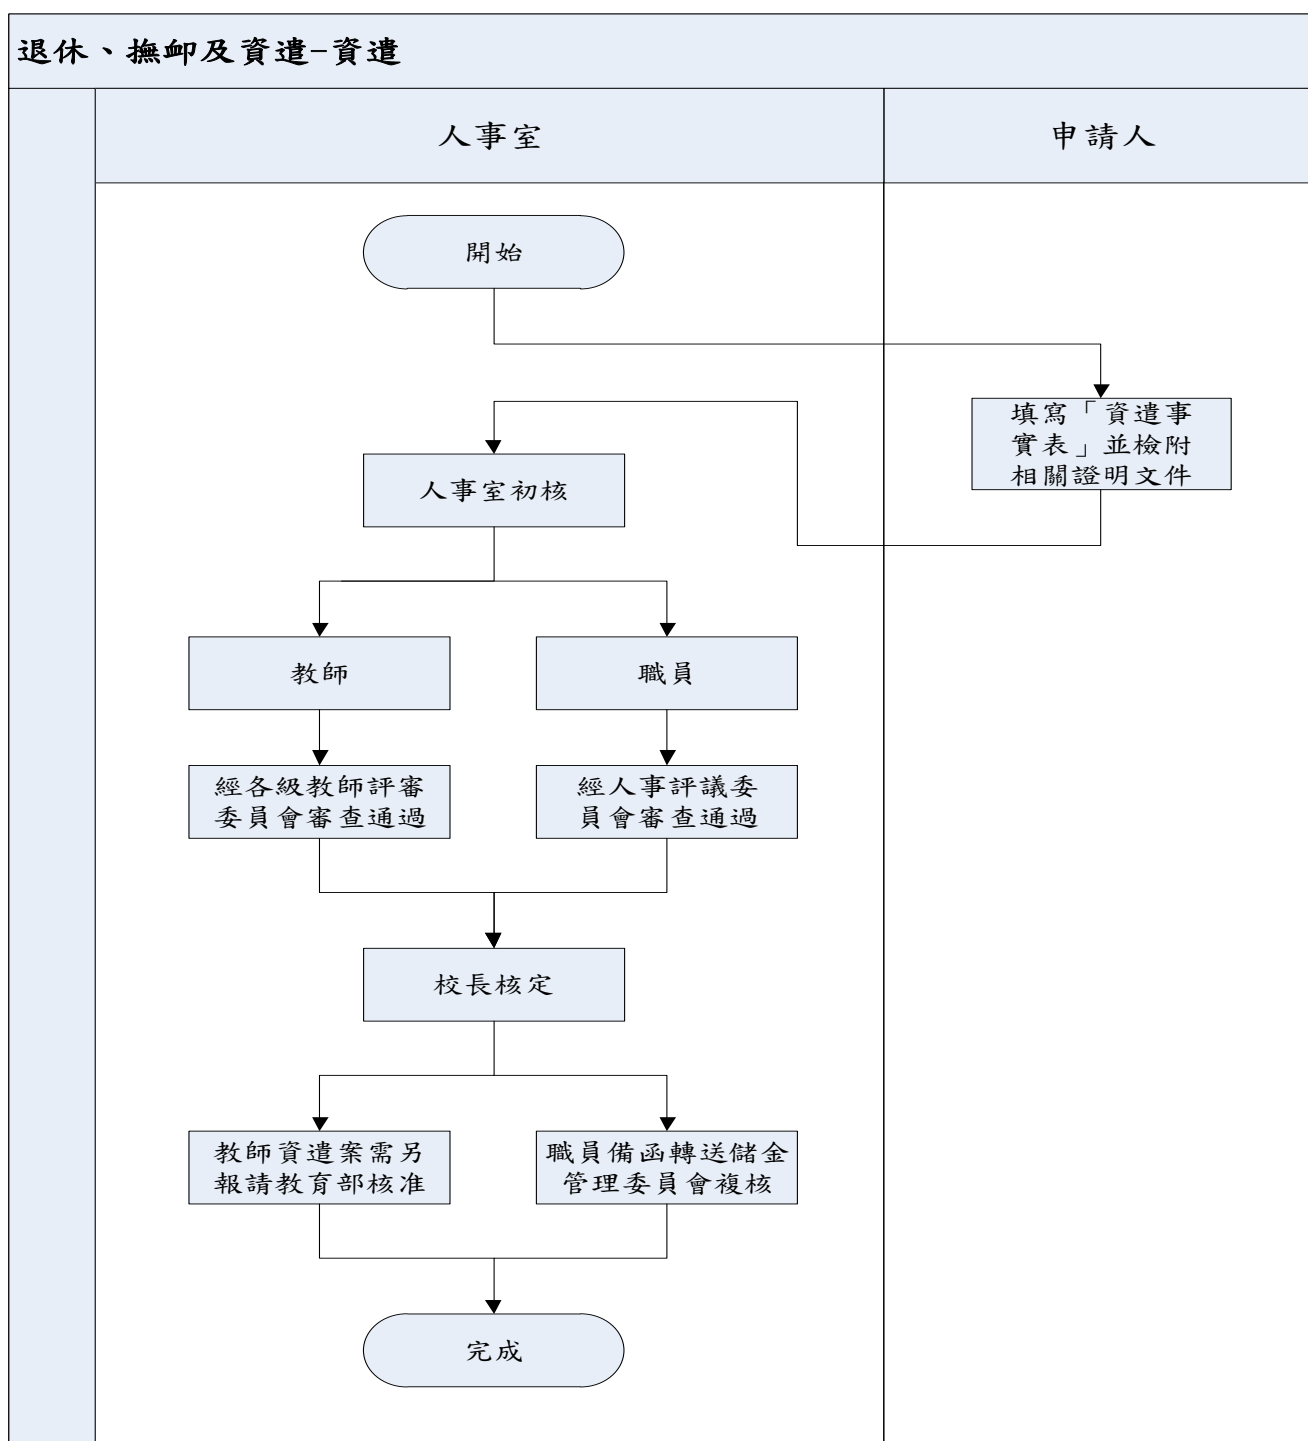 退休、撫卹及資遣-資遣
人事室
申請人
開始
填寫「資遣事
實表」並檢附
相關證明文件
人事室初核
教師
職員
經各級教師評審
委員會審查通過
經人事評議委
員會審查通過
校長核定
教師資遣案需另
報請教育部核准
職員備函轉送儲金
管理委員會複核
完成